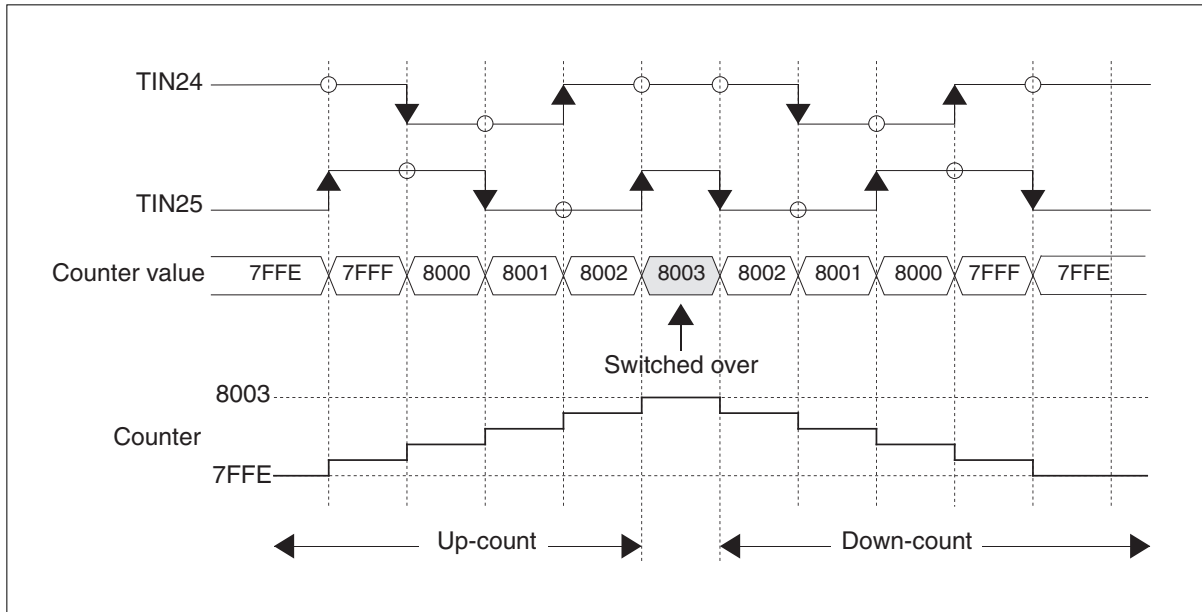 TIN24
TIN25
Counter value 7FFE 7FFF 8000 8001 8002 8003 8002 8001 8000 7FFF 7FFE
Switched over
8003
Counter
7FFE
Up-count Down-count